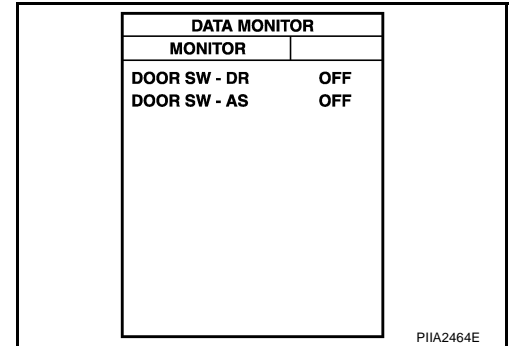 DATA MONITOR
MONITOR
DOOR SW - DR OFF
DOOR SW - AS OFF
PIIA2464E